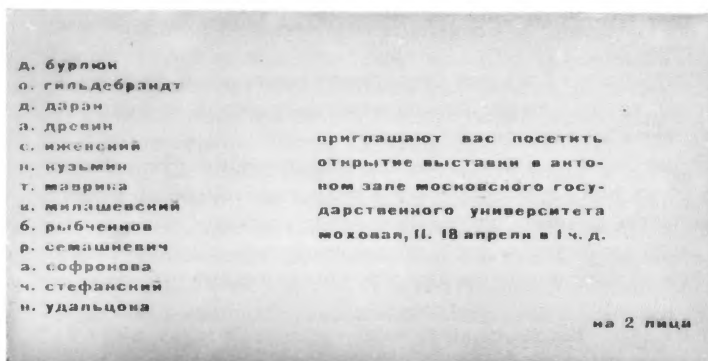 д. бурлюк
о. гильдебрандт
д. даран
а. древин
с. ижевский
н. кузьмин
т. маврина
в. милашевский
б. рыбченков
р. семашкевич
а. софронова
ч. стефанский
н. удальцова
приглашают вас посетить
открытие выставки в акто-
вом зале московского госу-
дарственного университета
моховая, 11. 18 апреля в 1 ч. д.
на 2 лица